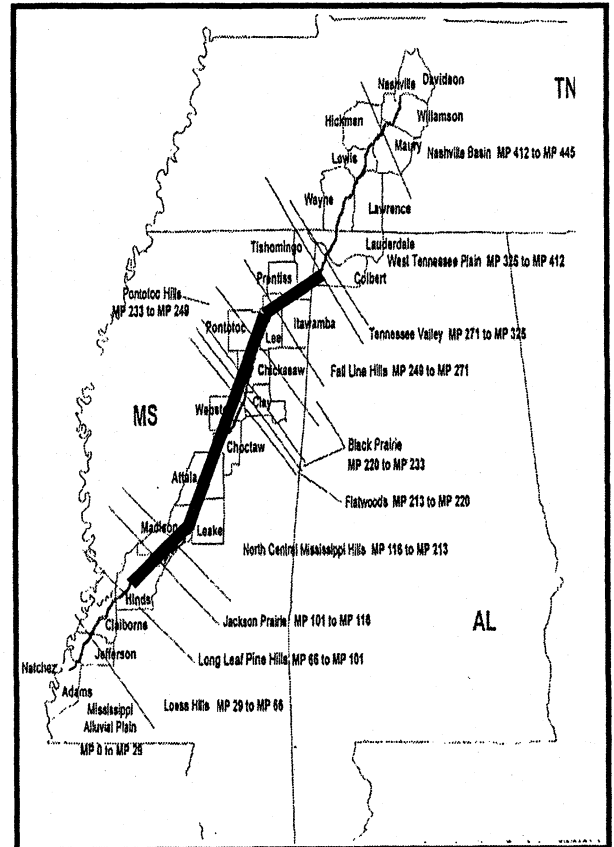 Nashville
Davidson
TN
Hickman
Williamson
Maury
Lewis
Nashville Basin MP 412 to MP 445
Wayne
Lawrence
Tishomingo
Lauderdale
West Tennessee Plain MP 325 to MP 412
Prentiss
Colbert
Pontotoc Hills
MP 233 to MP 249
Itawamba
Tennessee Valley MP 271 to MP 325
Pontotoc
Lee
Chickasaw
Fall Line Hills MP 249 to MP 271
MS
Clay
Choctaw
Black Prairie
MP 220 to MP 233
Attala
Flatwoods MP 213 to MP 220
Madison
Leake
North Central Mississippi Hills MP 116 to MP 213
Hinds
Jackson Prairie MP 101 to MP 116
AL
Claiborne
Jefferson
Long Leaf Pine Hills MP 66 to MP 101
Natchez
Adams
Loess Hills MP 29 to MP 66
Mississippi
Alluvial Plain
MP 0 to MP 29